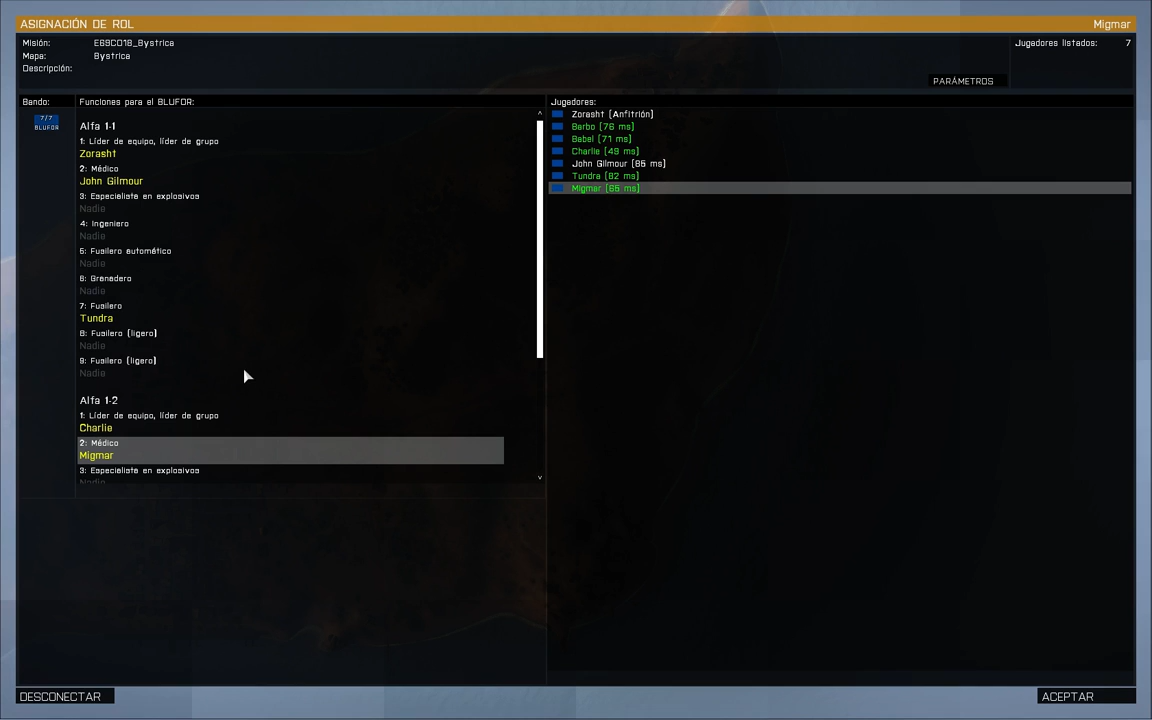 ASIGNACIÓN DE ROL
Migmar
Misión: E69C01B_Bystrica
Mapa: Bystrica
Descripción:
Jugadores listados: 7
PARÁMETROS
Bando:
7/7
BLUFOR
Funciones para el BLUFOR:
Alfa 1-1
1: Líder de equipo, líder de grupo
Zorasht
2: Médico
John Gilmour
3: Especialista en explosivos
Nadie
4: Ingeniero
Nadie
5: Fusilero automático
Nadie
6: Granadero
Nadie
7: Fusilero
Tundra
8: Fusilero (ligero)
Nadie
9: Fusilero (ligero)
Nadie
Alfa 1-2
1: Líder de equipo, líder de grupo
Charlie
2: Médico
Migmar
3: Especialista en explosivos
Nadie
Jugadores:
Zorasht (Anfitrión)
Barbo (76 ms)
Babel (71 ms)
Charlie (49 ms)
John Gilmour (85 ms)
Tundra (82 ms)
Migmar (65 ms)
DESCONECTAR
ACEPTAR